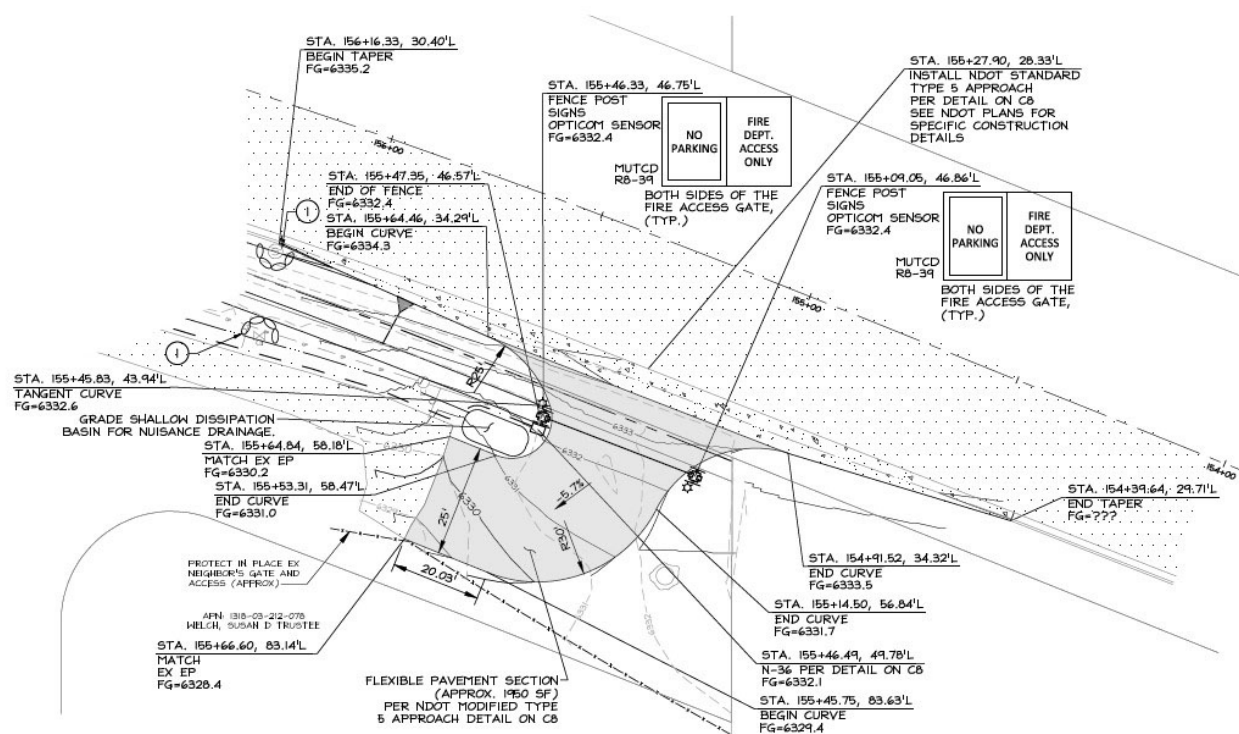 STA. 156+16.33, 30.40'L
BEGIN TAPER
FG=6335.2
STA. 155+46.33, 46.75'L
FENCE POST
SIGNS
OPTICOM SENSOR
FG=6332.4
MUTCD
R8-39
NO
PARKING
FIRE
DEPT.
ACCESS
ONLY
BOTH SIDES OF THE
FIRE ACCESS GATE,
(TYP.)
STA. 155+27.90, 28.33'L
INSTALL NDOT STANDARD
TYPE 5 APPROACH
PER DETAIL ON C8
SEE NDOT PLANS FOR
SPECIFIC CONSTRUCTION
DETAILS
156+00
STA. 155+47.35, 46.57'L
END OF FENCE
FG=6332.4
STA. 155+64.46, 34.29'L
BEGIN CURVE
FG=6334.3
1
STA. 155+09.05, 46.86'L
FENCE POST
SIGNS
OPTICOM SENSOR
FG=6332.4
MUTCD
R8-39
NO
PARKING
FIRE
DEPT.
ACCESS
ONLY
BOTH SIDES OF THE
FIRE ACCESS GATE,
(TYP.)
155+00
1
R25'
STA. 155+45.83, 43.94'L
TANGENT CURVE
FG=6332.6
GRADE SHALLOW DISSIPATION
BASIN FOR NUISANCE DRAINAGE.
STA. 155+64.84, 58.18'L
MATCH EX EP
FG=6330.2
STA. 155+53.31, 58.47'L
END CURVE
FG=6331.0
6330
6333
6332
6331
6330
-5.7%
25'
R30'
20.03'
154+00
STA. 154+39.64, 29.71'L
END TAPER
FG=???
PROTECT IN PLACE EX
NEIGHBOR'S GATE AND
ACCESS (APPROX)
APN: 1318-03-212-078
WELCH, SUSAN D TRUSTEE
STA. 155+66.60, 83.14'L
MATCH
EX EP
FG=6328.4
6331
6332
STA. 154+91.52, 34.32'L
END CURVE
FG=6333.5
STA. 155+14.50, 56.84'L
END CURVE
FG=6331.7
STA. 155+46.49, 49.78'L
N-36 PER DETAIL ON C8
FG=6332.1
STA. 155+45.75, 83.63'L
BEGIN CURVE
FG=6329.4
FLEXIBLE PAVEMENT SECTION
(APPROX. 1950 SF)
PER NDOT MODIFIED TYPE
5 APPROACH DETAIL ON C8